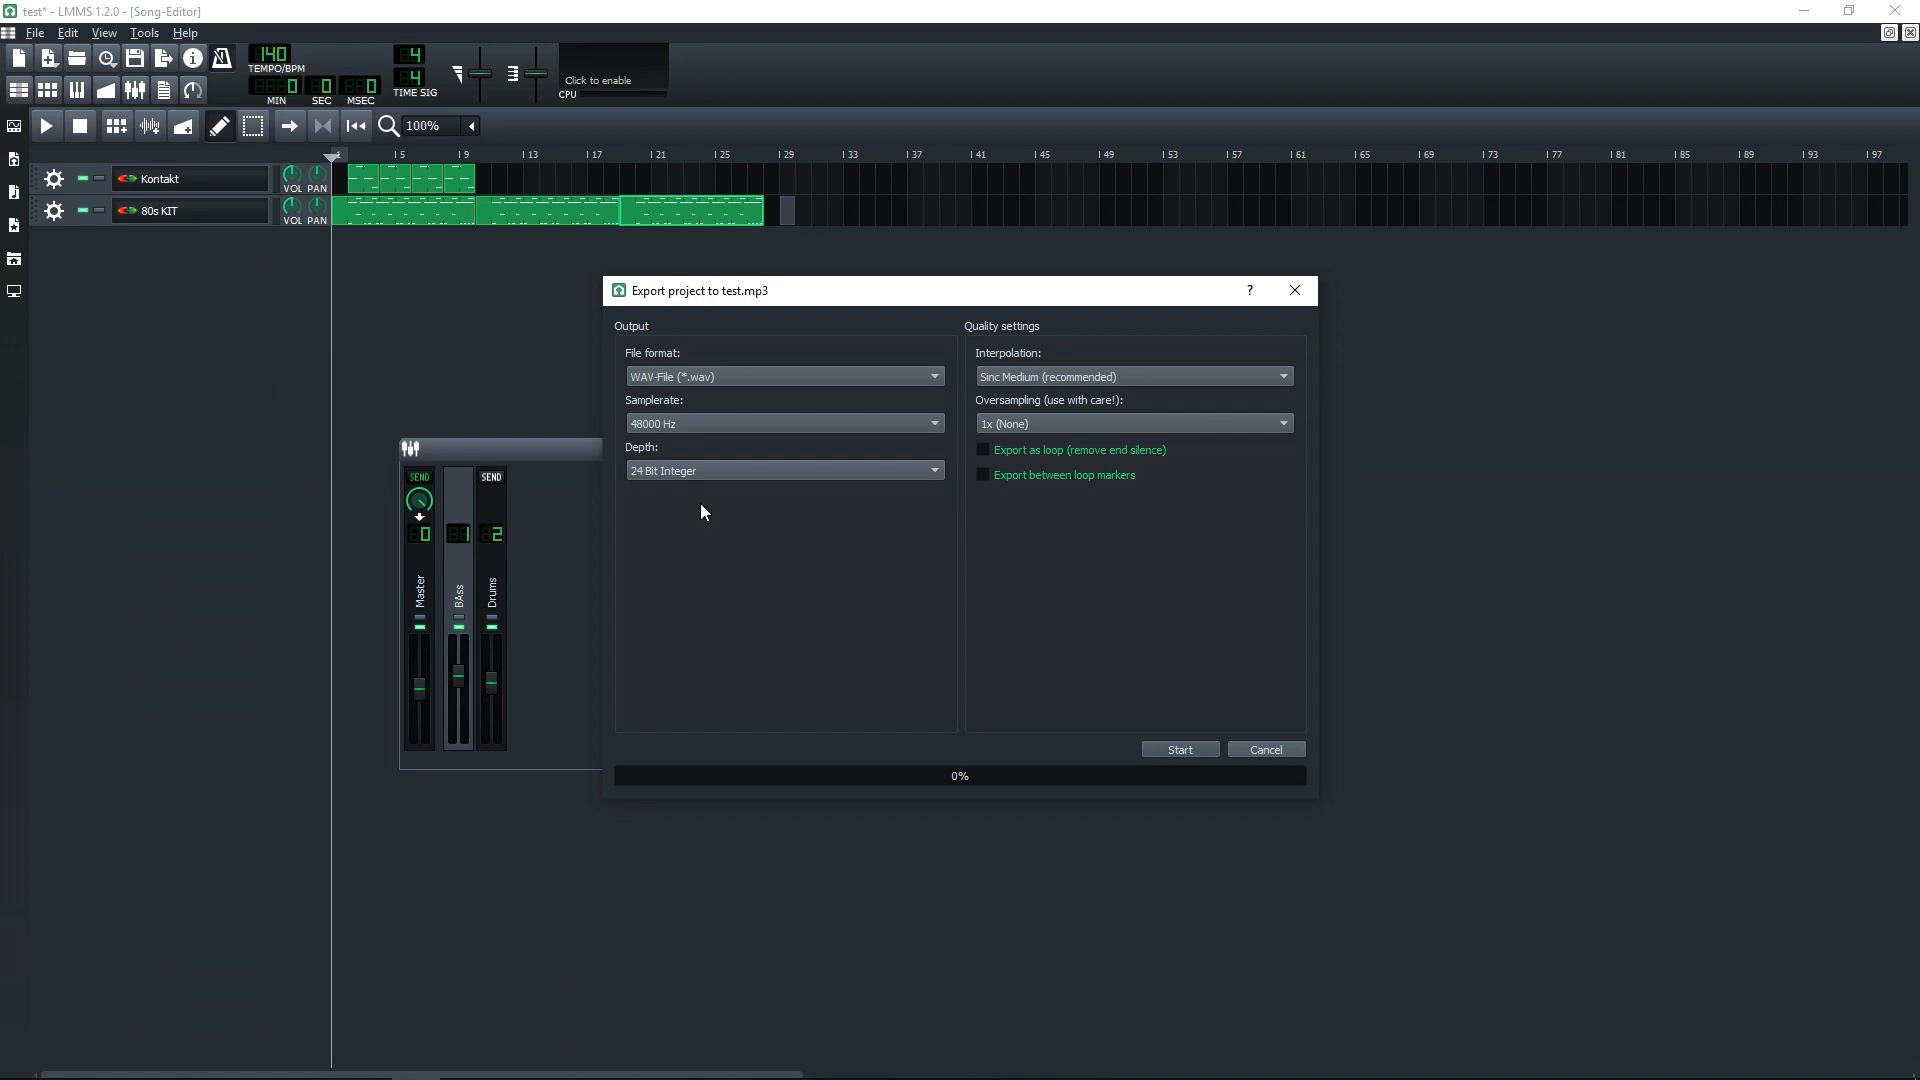 test* - LMMS 1.2.0 - [Song-Editor]
File Edit View Tools Help
140
TEMPO/BPM
0 0 0
MIN SEC MSEC
4
4
TIME SIG
Click to enable
CPU
100%
5 9 13 17 21 25 29 33 37 41 45 49 53 57 61 65 69 73 77 81 85 89 93 97
Kontakt VOL PAN
80s KIT VOL PAN
Export project to test.mp3 ?
Output
File format:
WAV-File (*.wav)
Samplerate:
48000 Hz
Depth:
24 Bit Integer
Quality settings
Interpolation:
Sinc Medium (recommended)
Oversampling (use with care!):
1x (None)
Export as loop (remove end silence)
Export between loop markers
Start Cancel
0%
SEND SEND
0 1 2
Master
BAss
Drums